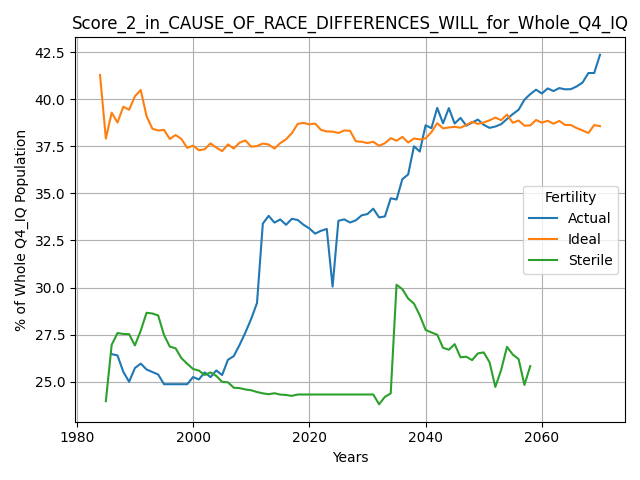 Score_2_in_CAUSE_OF_RACE_DIFFERENCES_WILL_for_Whole_Q4_IQ
% of Whole Q4_IQ Population
42.5
40.0
37.5
35.0
32.5
30.0
27.5
25.0
Fertility
Actual
Ideal
Sterile
1980
2000
2020
2040
2060
Years